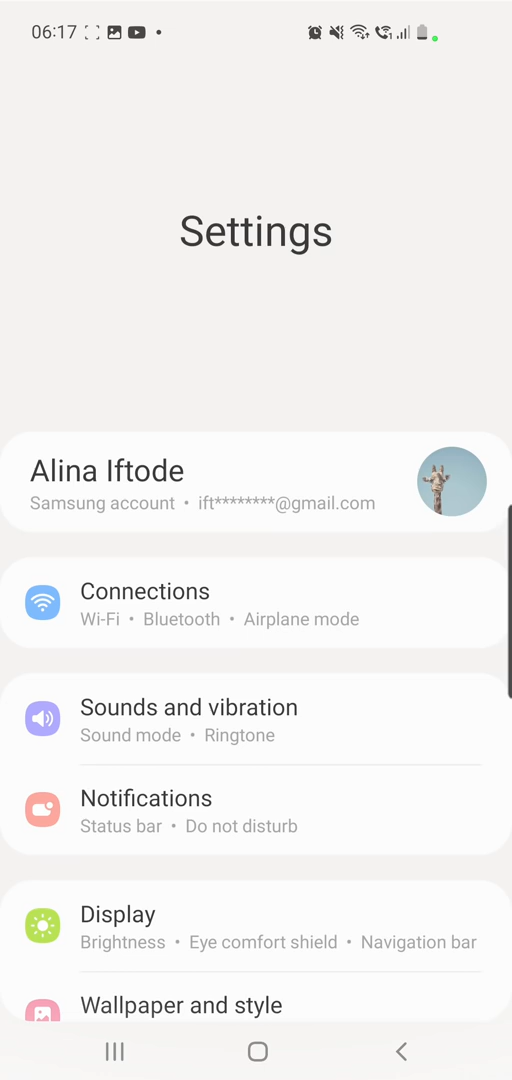 06:17
Settings
Alina Iftode
Samsung account • ift********@gmail.com
Connections
Wi-Fi • Bluetooth • Airplane mode
Sounds and vibration
Sound mode • Ringtone
Notifications
Status bar • Do not disturb
Display
Brightness • Eye comfort shield • Navigation bar
Wallpaper and style